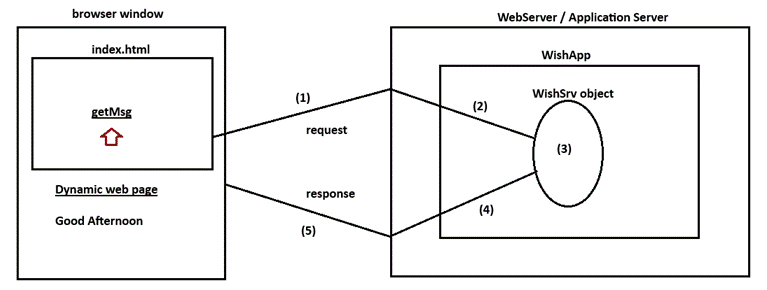 browser window
WebServer / Application Server
index.html
WishApp
getMsg
(1)
request
(2)
WishSrv object
(3)
Dynamic web page
Good Afternoon
response
(5)
(4)